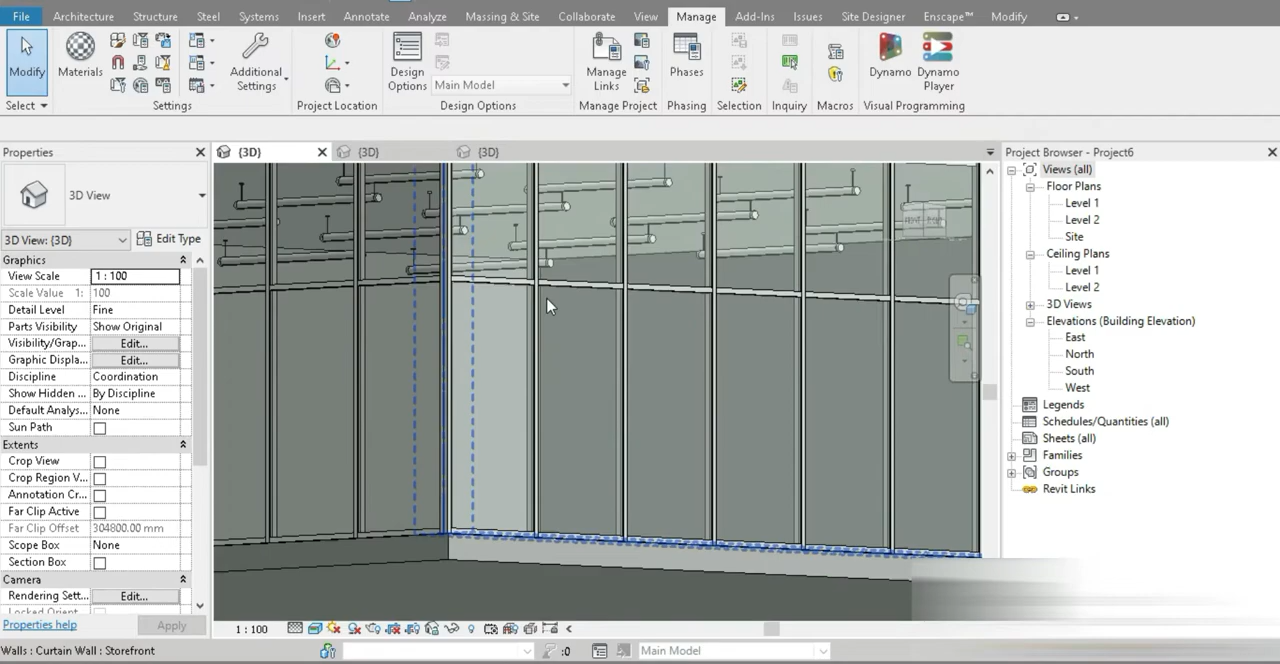 File Architecture Structure Steel Systems Insert Annotate Analyze Massing & Site Collaborate View Manage Add-Ins Issues Site Designer Enscape™ Modify
Modify
Materials
Additional Settings
Design Options
Main Model
Manage Links
Phases
Dynamo
Dynamo Player
Select Settings Project Location Design Options Manage Project Phasing Selection Inquiry Macros Visual Programming
Properties
{3D} {3D} {3D}
Project Browser - Project6
3D View
3D View: {3D} Edit Type
Graphics
View Scale 1 : 100
Scale Value 1: 100
Detail Level Fine
Parts Visibility Show Original
Visibility/Grap... Edit...
Graphic Displa... Edit...
Discipline Coordination
Show Hidden ... By Discipline
Default Analys... None
Sun Path
Extents
Crop View
Crop Region V...
Annotation Cr...
Far Clip Active
Far Clip Offset 304800.00 mm
Scope Box None
Section Box
Camera
Rendering Sett... Edit...
Locked Orient...
Properties help Apply
Views (all)
Floor Plans
Level 1
Level 2
Site
Ceiling Plans
Level 1
Level 2
3D Views
Elevations (Building Elevation)
East
North
South
West
Legends
Schedules/Quantities (all)
Sheets (all)
Families
Groups
Revit Links
1 : 100
Walls : Curtain Wall : Storefront
:0
Main Model